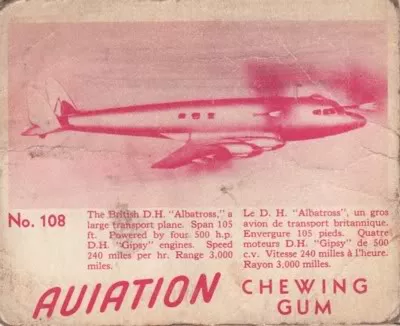 No. 108
The British D.H. "Albatross," a
large transport plane. Span 105
ft. Powered by four 500 h.p.
D.H. "Gipsy" engines. Speed
240 miles per hr. Range 3,000
miles.
Le D. H. "Albatross", un gros
avion de transport britannique.
Envergure 105 pieds. Quatre
moteurs D.H. "Gipsy" de 500
c.v. Vitesse 240 milles à l'heure.
Rayon 3,000 milles.
AVIATION CHEWING
GUM